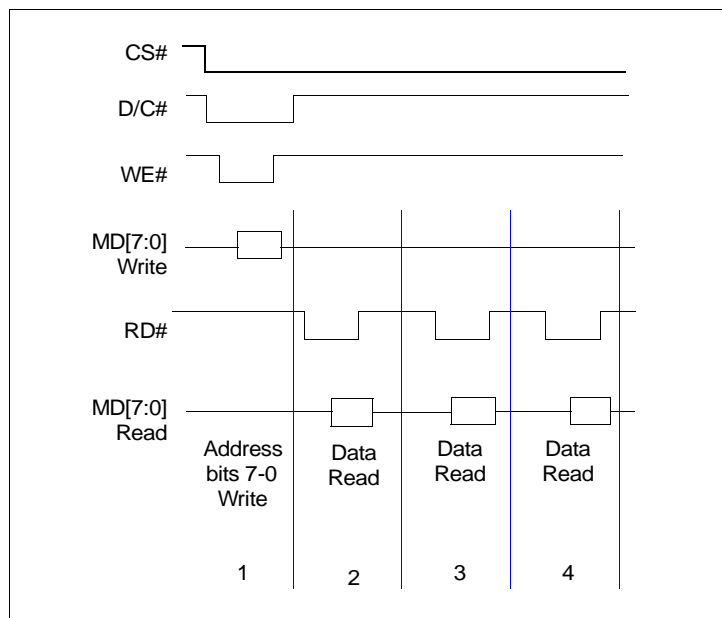 CS#
D/C#
WE#
MD[7:0]
Write
RD#
MD[7:0]
Read
Address
bits 7-0
Write
Data
Read
Data
Read
Data
Read
1
2
3
4